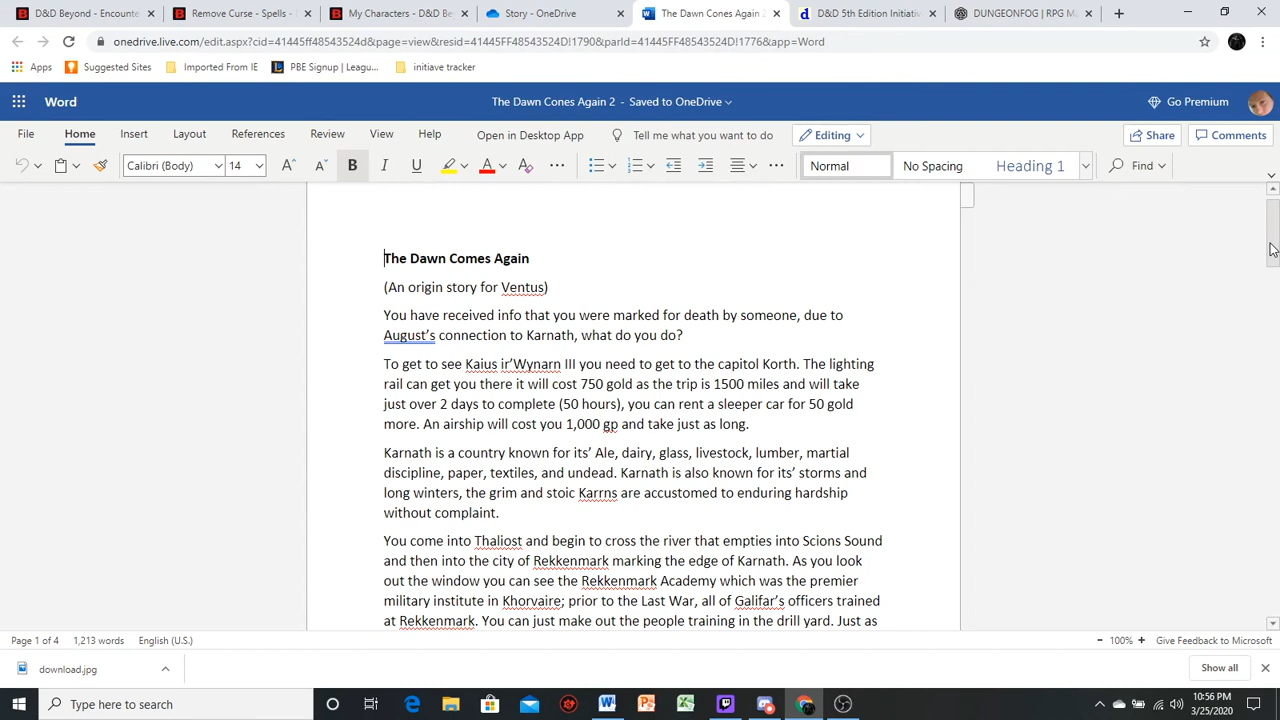 D&D Beyond - Encounte
Remove Curse - Spells -
My Characters - D&D Be
Story - OneDrive
The Dawn Comes Again 2
D&D 5th Edition Initiativ
DUNGEONFOG | RPG M
onedrive.live.com/edit.aspx?cid=41445ff48543524d&page=view&resid=41445FF48543524D!1790&parId=41445FF48543524D!1776&app=Word
Apps
Suggested Sites
Imported From IE
PBE Signup | Leagu...
initiave tracker
Word
The Dawn Cones Again 2 - Saved to OneDrive
Go Premium
File
Home
Insert
Layout
References
Review
View
Help
Open in Desktop App
Tell me what you want to do
Editing
Share
Comments
Calibri (Body)
14
B
I
U
A
Normal
No Spacing
Heading 1
Find
The Dawn Comes Again
(An origin story for Ventus)
You have received info that you were marked for death by someone, due to
August's connection to Karnath, what do you do?
To get to see Kaius ir'Wynarn III you need to get to the capitol Korth. The lighting
rail can get you there it will cost 750 gold as the trip is 1500 miles and will take
just over 2 days to complete (50 hours), you can rent a sleeper car for 50 gold
more. An airship will cost you 1,000 gp and take just as long.
Karnath is a country known for its' Ale, dairy, glass, livestock, lumber, martial
discipline, paper, textiles, and undead. Karnath is also known for its' storms and
long winters, the grim and stoic Karrns are accustomed to enduring hardship
without complaint.
You come into Thaliost and begin to cross the river that empties into Scions Sound
and then into the city of Rekkenmark marking the edge of Karnath. As you look
out the window you can see the Rekkenmark Academy which was the premier
military institute in Khorvaire; prior to the Last War, all of Galifar's officers trained
at Rekkenmark. You can just make out the people training in the drill yard. Just as
Page 1 of 4
1,213 words
English (U.S.)
100%
Give Feedback to Microsoft
download.jpg
Show all
Type here to search
10:56 PM
3/25/2020